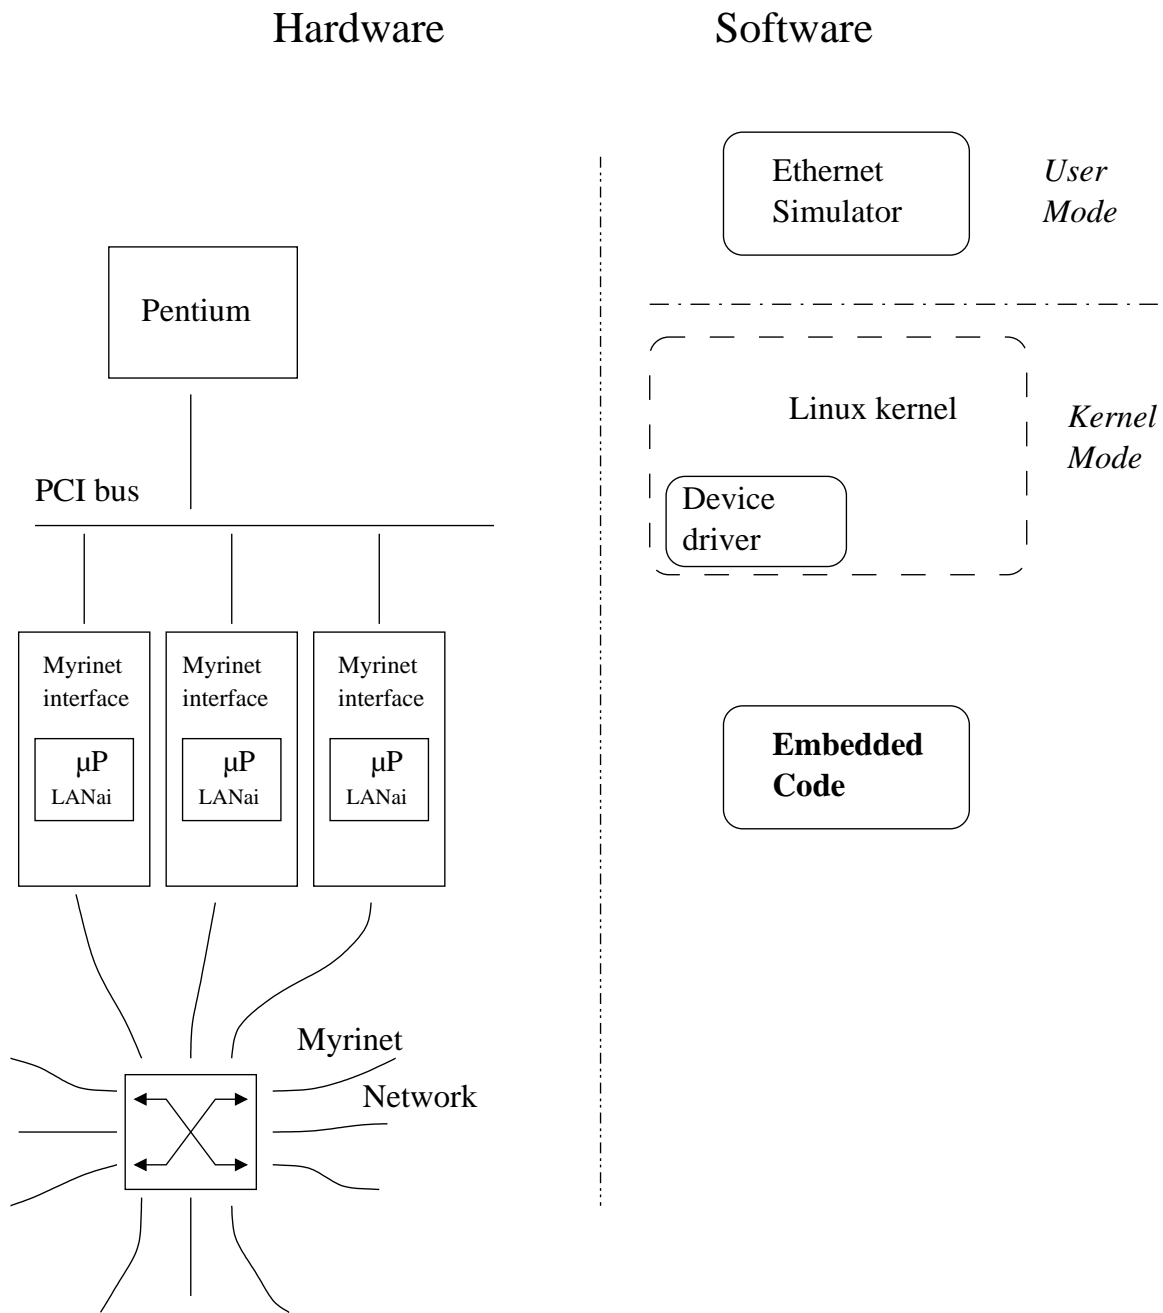 Hardware
Software
Ethernet
Simulator
User
Mode
Pentium
Linux kernel
Kernel
Mode
PCI bus
Device
driver
Myrinet
interface
μP
LANai
Myrinet
interface
μP
LANai
Myrinet
interface
μP
LANai
Embedded
Code
Myrinet
Network